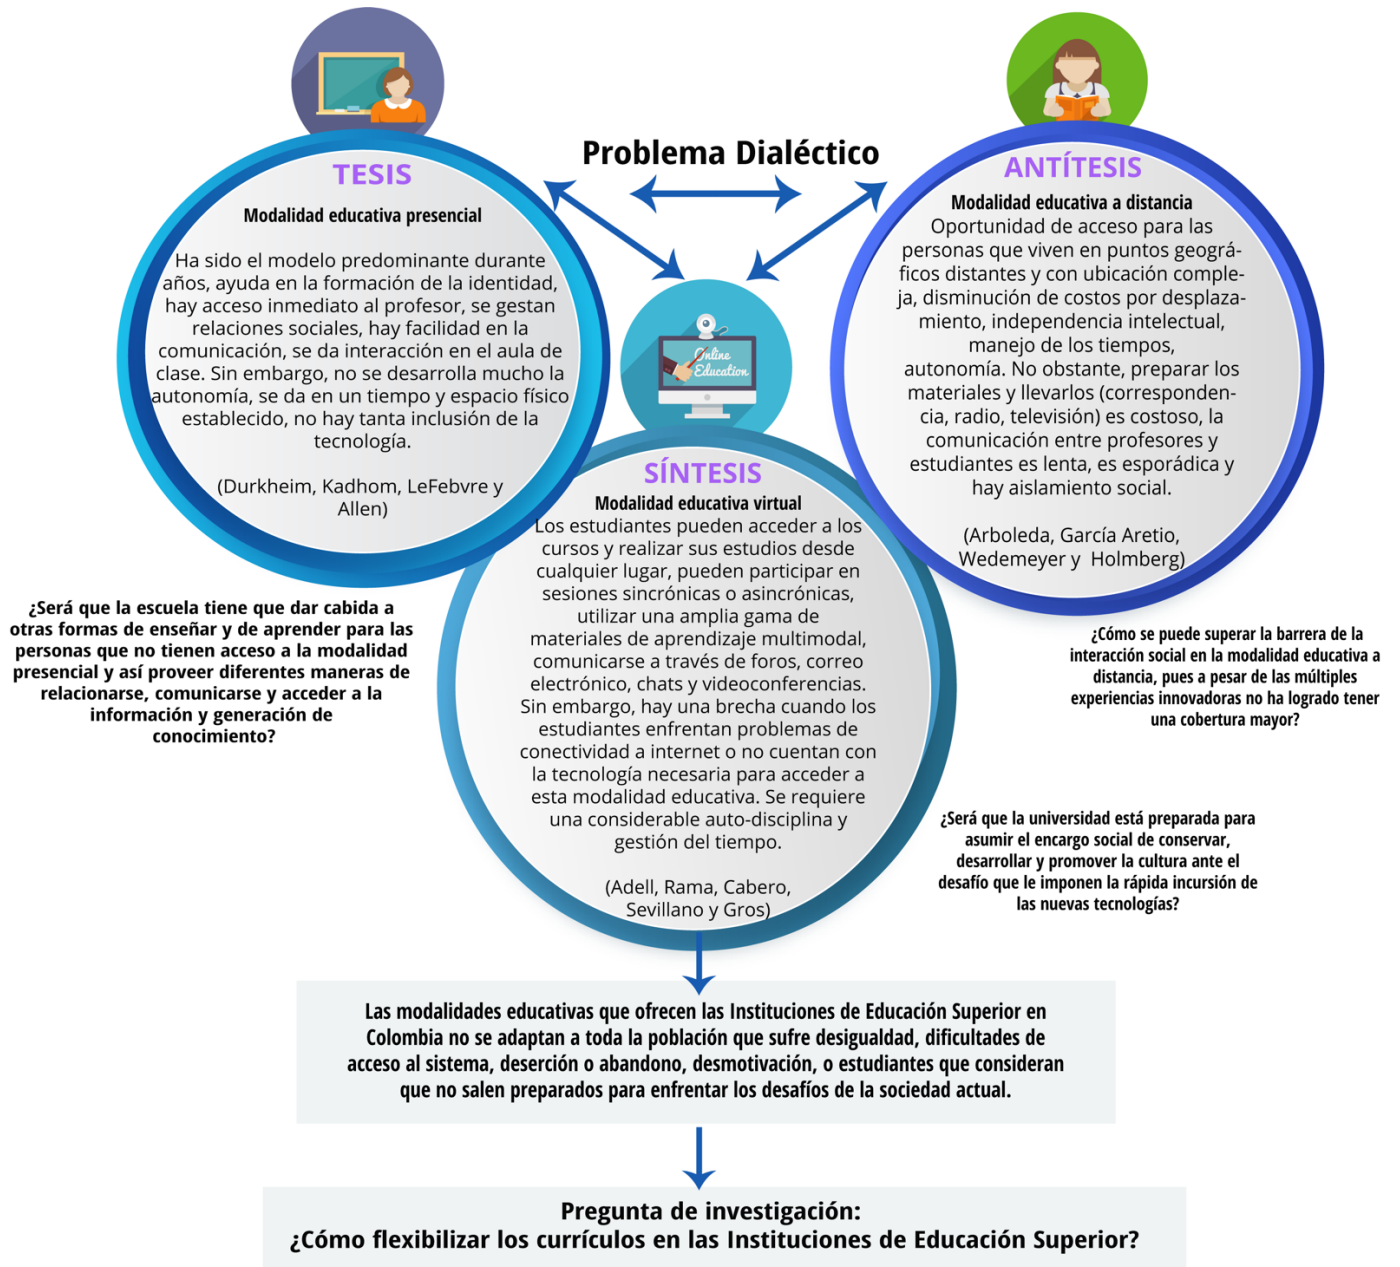 Problema Dialéctico
TESIS
Modalidad educativa presencial
Ha sido el modelo predominante durante
años, ayuda en la formación de la identidad,
hay acceso inmediato al profesor, se gestan
relaciones sociales, hay facilidad en la
comunicación, se da interacción en el aula de
clase. Sin embargo, no se desarrolla mucho la
autonomía, se da en un tiempo y espacio físico
establecido, no hay tanta inclusión de la
tecnología.
(Durkheim, Kadhom, LeFebvre y
Allen)
ANTÍTESIS
Modalidad educativa a distancia
Oportunidad de acceso para las
personas que viven en puntos geográ-
ficos distantes y con ubicación comple-
ja, disminución de costos por desplaza-
miento, independencia intelectual,
manejo de los tiempos,
autonomía. No obstante, preparar los
materiales y llevarlos (corresponden-
cia, radio, televisión) es costoso, la
comunicación entre profesores y
estudiantes es lenta, es esporádica y
hay aislamiento social.
(Arboleda, García Aretio,
Wedemeyer y Holmberg)
Online
Education
SÍNTESIS
Modalidad educativa virtual
Los estudiantes pueden acceder a los
cursos y realizar sus estudios desde
cualquier lugar, pueden participar en
sesiones sincrónicas o asincrónicas,
utilizar una amplia gama de
materiales de aprendizaje multimodal,
comunicarse a través de foros, correo
electrónico, chats y videoconferencias.
Sin embargo, hay una brecha cuando los
estudiantes enfrentan problemas de
conectividad a internet o no cuentan con
la tecnología necesaria para acceder a
esta modalidad educativa. Se requiere
una considerable auto-disciplina y
gestión del tiempo.
(Adell, Rama, Cabero,
Sevillano y Gros)
¿Será que la escuela tiene que dar cabida a
otras formas de enseñar y de aprender para las
personas que no tienen acceso a la modalidad
presencial y así proveer diferentes maneras de
relacionarse, comunicarse y acceder a la
información y generación de
conocimiento?
¿Cómo se puede superar la barrera de la
interacción social en la modalidad educativa a
distancia, pues a pesar de las múltiples
experiencias innovadoras no ha logrado tener
una cobertura mayor?
¿Será que la universidad está preparada para
asumir el encargo social de conservar,
desarrollar y promover la cultura ante el
desafío que le imponen la rápida incursión de
las nuevas tecnologías?
Las modalidades educativas que ofrecen las Instituciones de Educación Superior en
Colombia no se adaptan a toda la población que sufre desigualdad, dificultades de
acceso al sistema, deserción o abandono, desmotivación, o estudiantes que consideran
que no salen preparados para enfrentar los desafíos de la sociedad actual.
Pregunta de investigación:
¿Cómo flexibilizar los currículos en las Instituciones de Educación Superior?